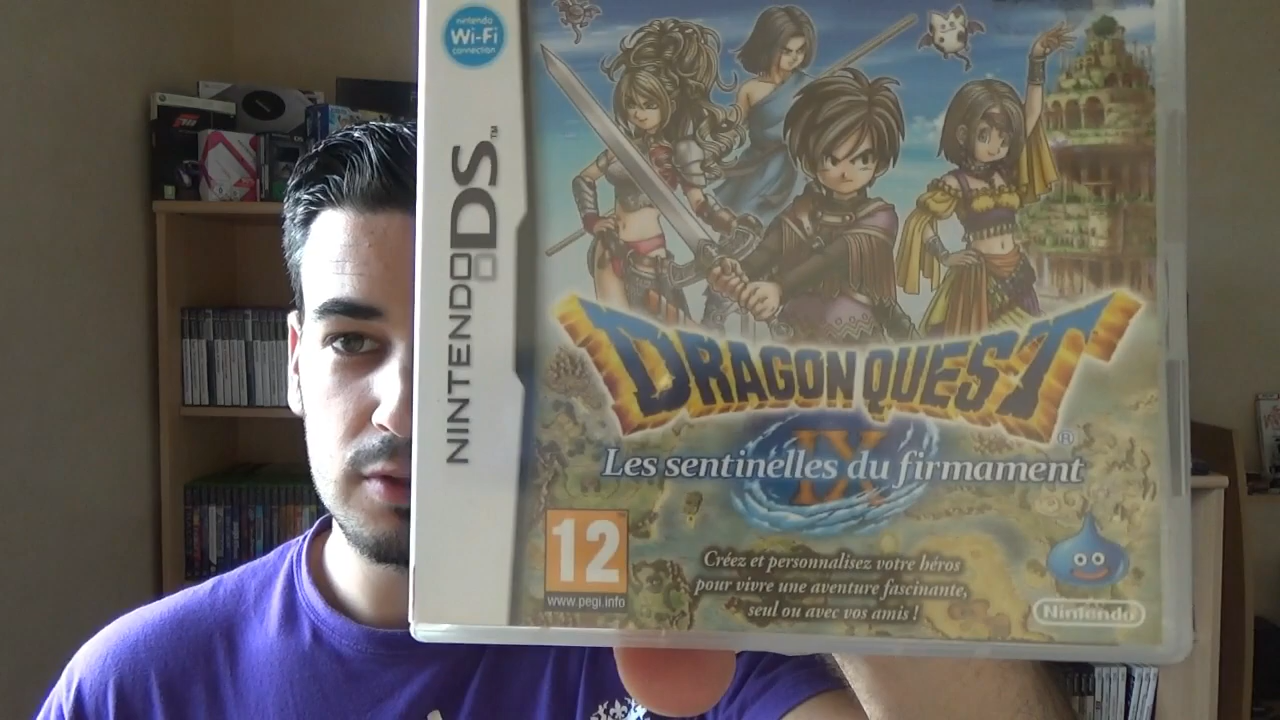 nintendo
Wi-Fi
connection
NINTENDO DS™
DRAGON QUEST
®
IX
Les sentinelles du firmament
12
www.pegi.info
Créez et personnalisez votre héros
pour vivre une aventure fascinante,
seul ou avec vos amis !
Nintendo